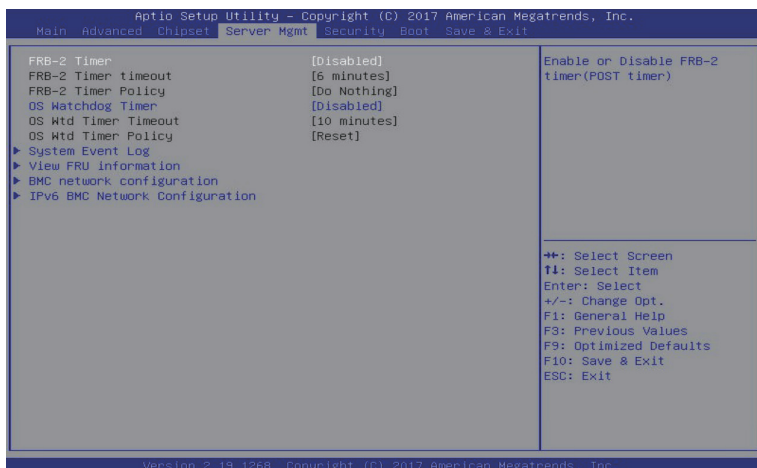 Aptio Setup Utility – Copyright (C) 2017 American Megatrends, Inc.
Main Advanced Chipset Server Mgmt Security Boot Save & Exit
FRB-2 Timer [Disabled]
FRB-2 Timer timeout [6 minutes]
FRB-2 Timer Policy [Do Nothing]
OS Watchdog Timer [Disabled]
OS Wtd Timer Timeout [10 minutes]
OS Wtd Timer Policy [Reset]
▶ System Event Log
▶ View FRU information
▶ BMC network configuration
▶ IPv6 BMC Network Configuration
Enable or Disable FRB-2
timer(POST timer)
→←: Select Screen
↑↓: Select Item
Enter: Select
+/-: Change Opt.
F1: General Help
F3: Previous Values
F9: Optimized Defaults
F10: Save & Exit
ESC: Exit
Version 2.19.1268. Copyright (C) 2017 American Megatrends, Inc.